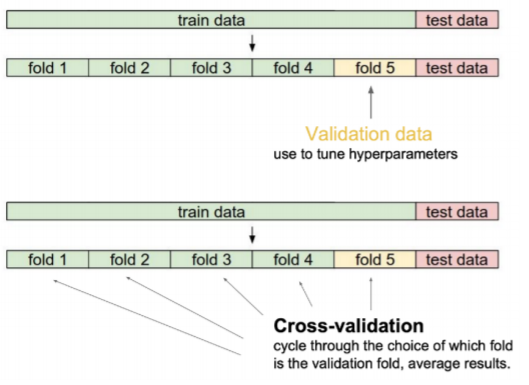 train data test data
fold 1 fold 2 fold 3 fold 4 fold 5 test data
Validation data
use to tune hyperparameters
train data test data
fold 1 fold 2 fold 3 fold 4 fold 5 test data
Cross-validation
cycle through the choice of which fold
is the validation fold, average results.